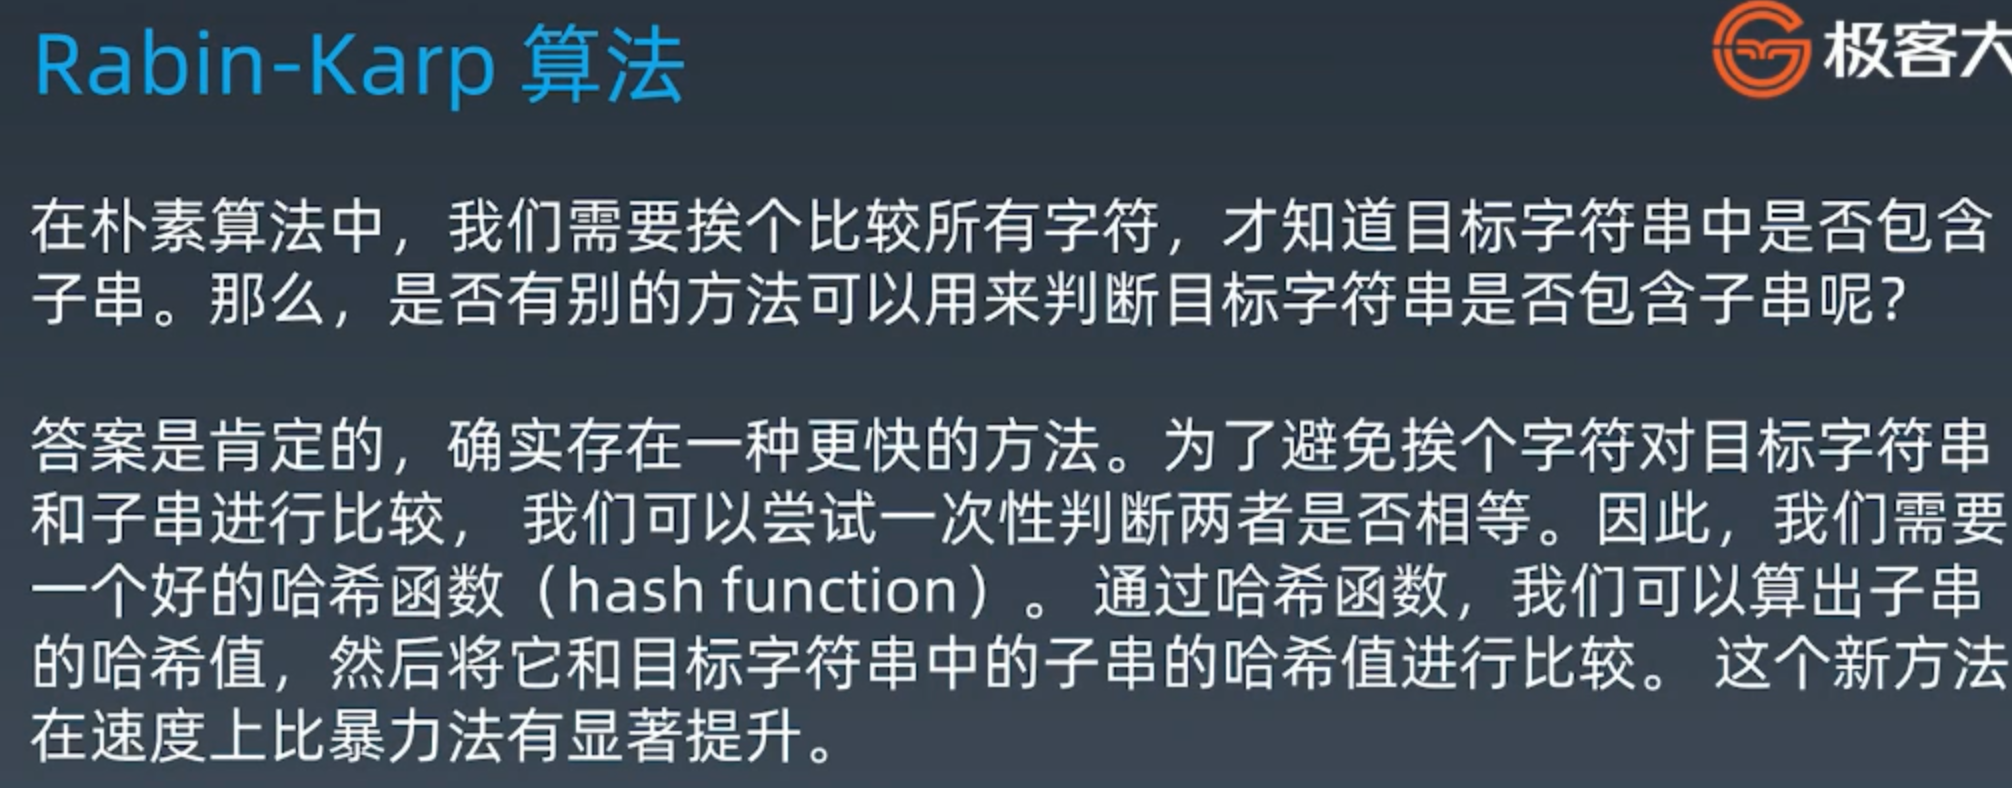 Rabin-Karp 算法
极客大
在朴素算法中，我们需要挨个比较所有字符，才知道目标字符串中是否包含
子串。那么，是否有别的方法可以用来判断目标字符串是否包含子串呢？
答案是肯定的，确实存在一种更快的方法。为了避免挨个字符对目标字符串
和子串进行比较， 我们可以尝试一次性判断两者是否相等。因此，我们需要
一个好的哈希函数（hash function）。 通过哈希函数，我们可以算出子串
的哈希值，然后将它和目标字符串中的子串的哈希值进行比较。 这个新方法
在速度上比暴力法有显著提升。